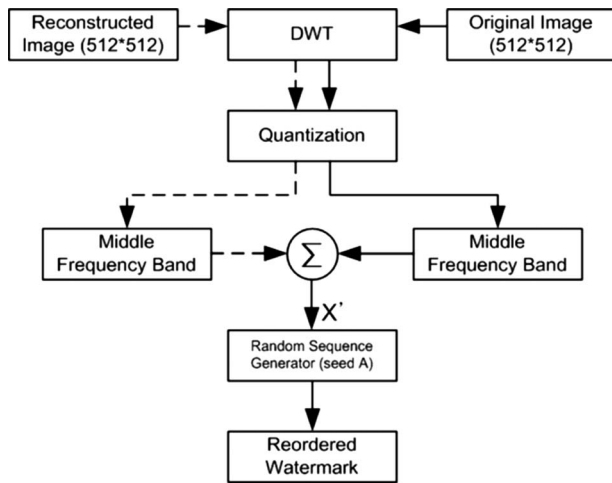 Reconstructed
Image (512*512)
DWT
Original Image
(512*512)
Quantization
Middle
Frequency Band
Σ
Middle
Frequency Band
X'
Random Sequence
Generator (seed A)
Reordered
Watermark